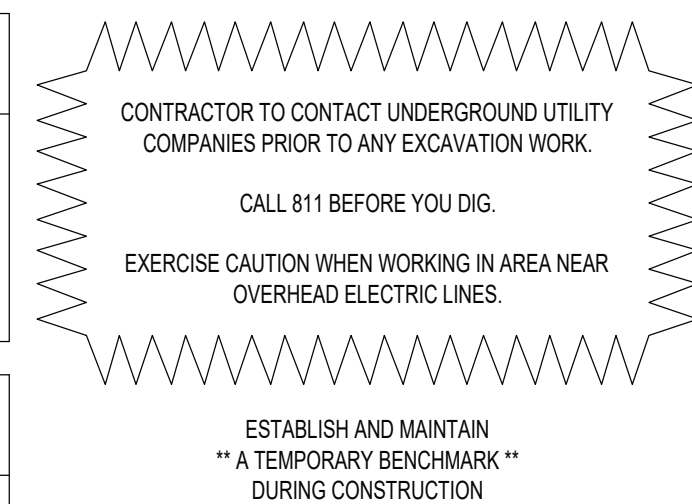 CONTRACTOR TO CONTACT UNDERGROUND UTILITY
COMPANIES PRIOR TO ANY EXCAVATION WORK.
CALL 811 BEFORE YOU DIG.
EXERCISE CAUTION WHEN WORKING IN AREA NEAR
OVERHEAD ELECTRIC LINES.
ESTABLISH AND MAINTAIN
** A TEMPORARY BENCHMARK **
DURING CONSTRUCTION